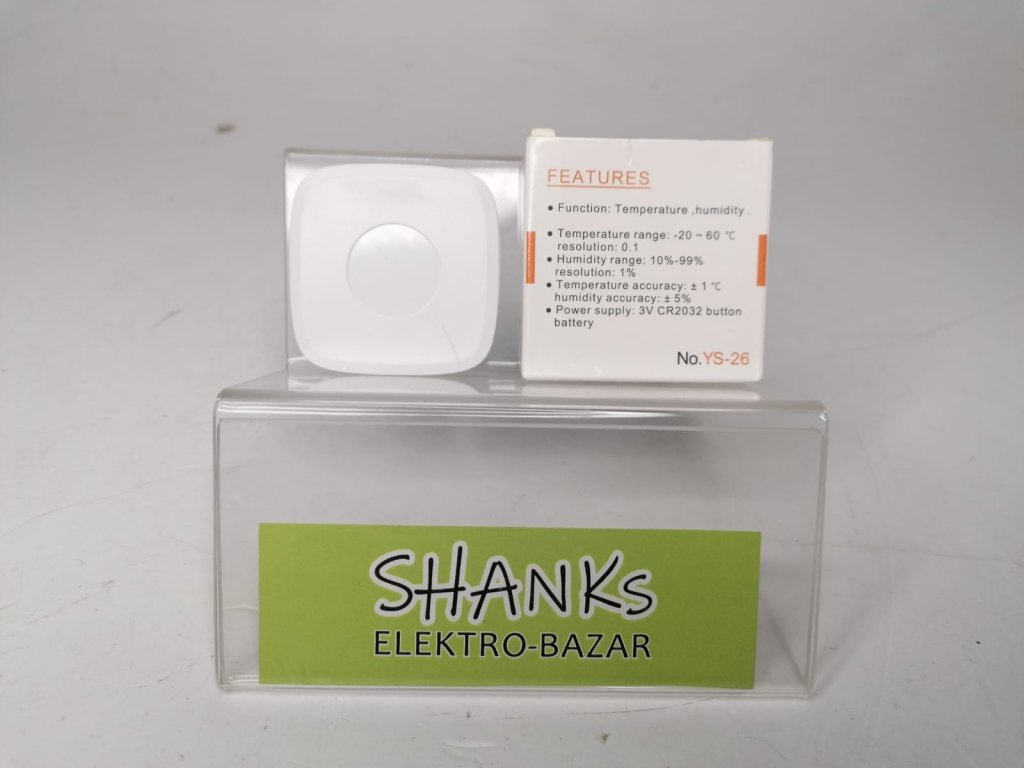 FEATURES
● Function: Temperature ,humidity .
● Temperature range: -20 ~ 60 ℃
resolution: 0.1
● Humidity range: 10%-99%
resolution: 1%
● Temperature accuracy: ± 1 ℃
humidity accuracy: ± 5%
● Power supply: 3V CR2032 button
battery
No.YS-26
SHANKs
ELEKTRO-BAZAR